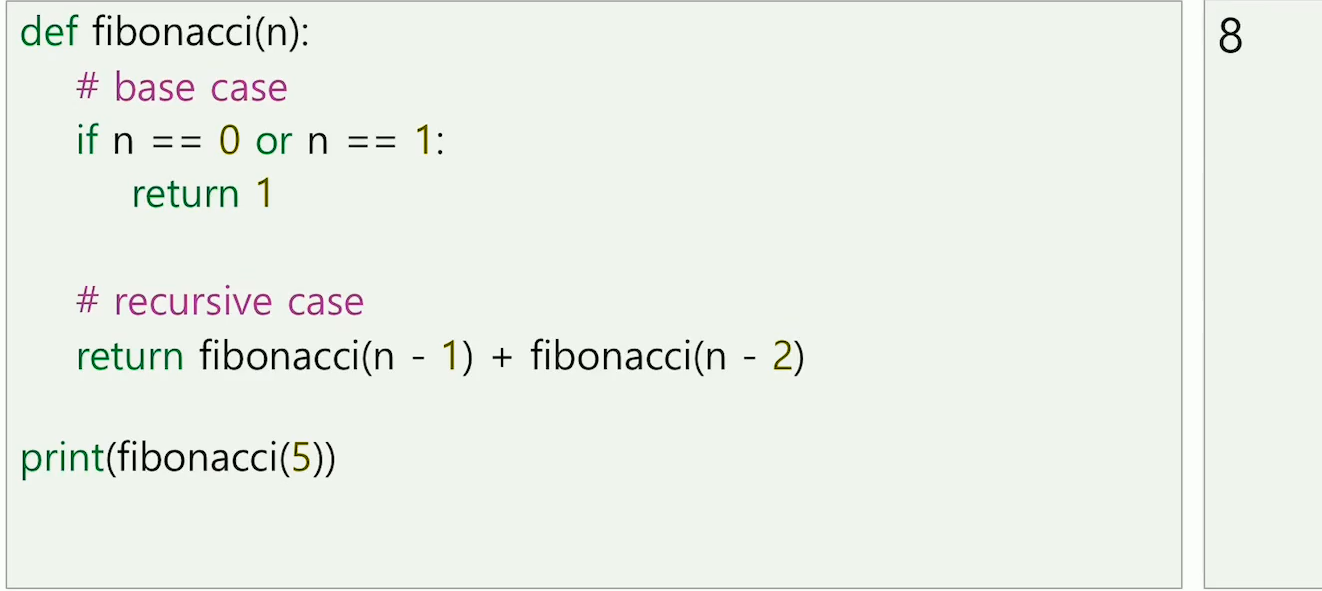 def fibonacci(n):
# base case
if n == 0 or n == 1:
return 1
# recursive case
return fibonacci(n - 1) + fibonacci(n - 2)
print(fibonacci(5))
8